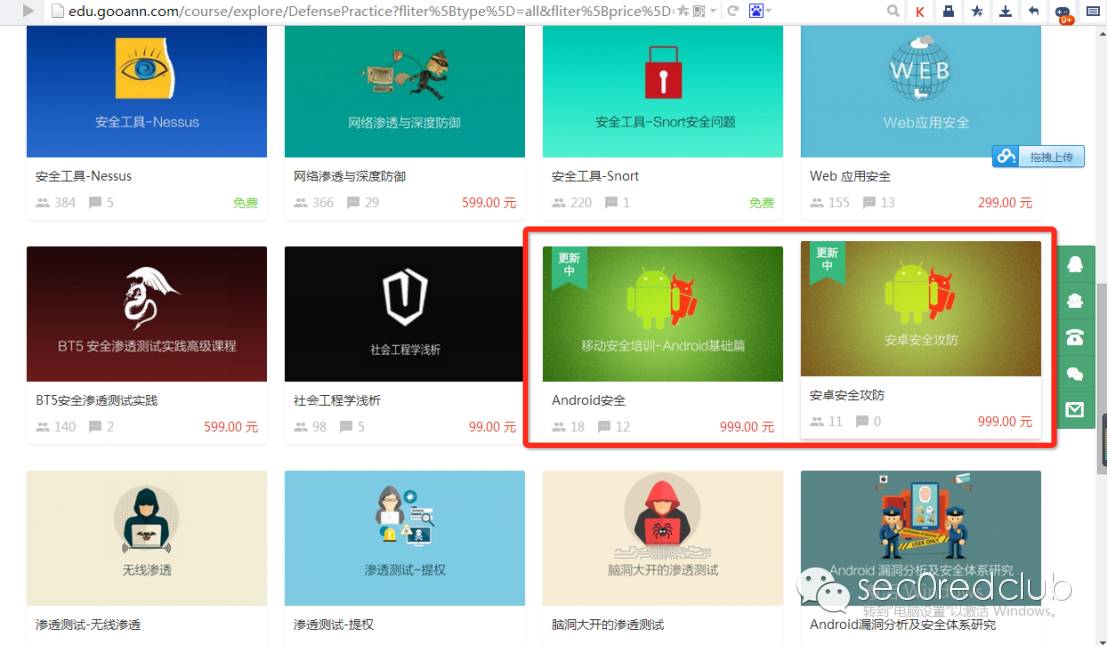 edu.gooann.com/course/explore/DefensePractice?fliter%5Btype%5D=all&fliter%5Bprice%5D=
K
9+
安全工具-Nessus
网络渗透与深度防御
安全工具-Snort安全问题
WEB
Web应用安全
拖拽上传
安全工具-Nessus
网络渗透与深度防御
安全工具-Snort
Web 应用安全
384 5 免费
366 29 599.00 元
220 1 免费
155 13 299.00 元
更新中
更新中
BT5 安全渗透测试实践高级课程
社会工程学浅析
移动安全培训-Android基础篇
安卓安全攻防
BT5安全渗透测试实践
社会工程学浅析
Android安全
安卓安全攻防
140 2 599.00 元
98 5 99.00 元
18 12 999.00 元
11 0 999.00 元
USER ONLY
无线渗透
渗透测试-提权
脑洞大开的渗透测试
Android 漏洞分析及安全体系研究
sec0redclub
转到"电脑设置"以激活 Windows。
渗透测试-无线渗透
渗透测试-提权
脑洞大开的渗透测试
Android漏洞分析及安全体系研究